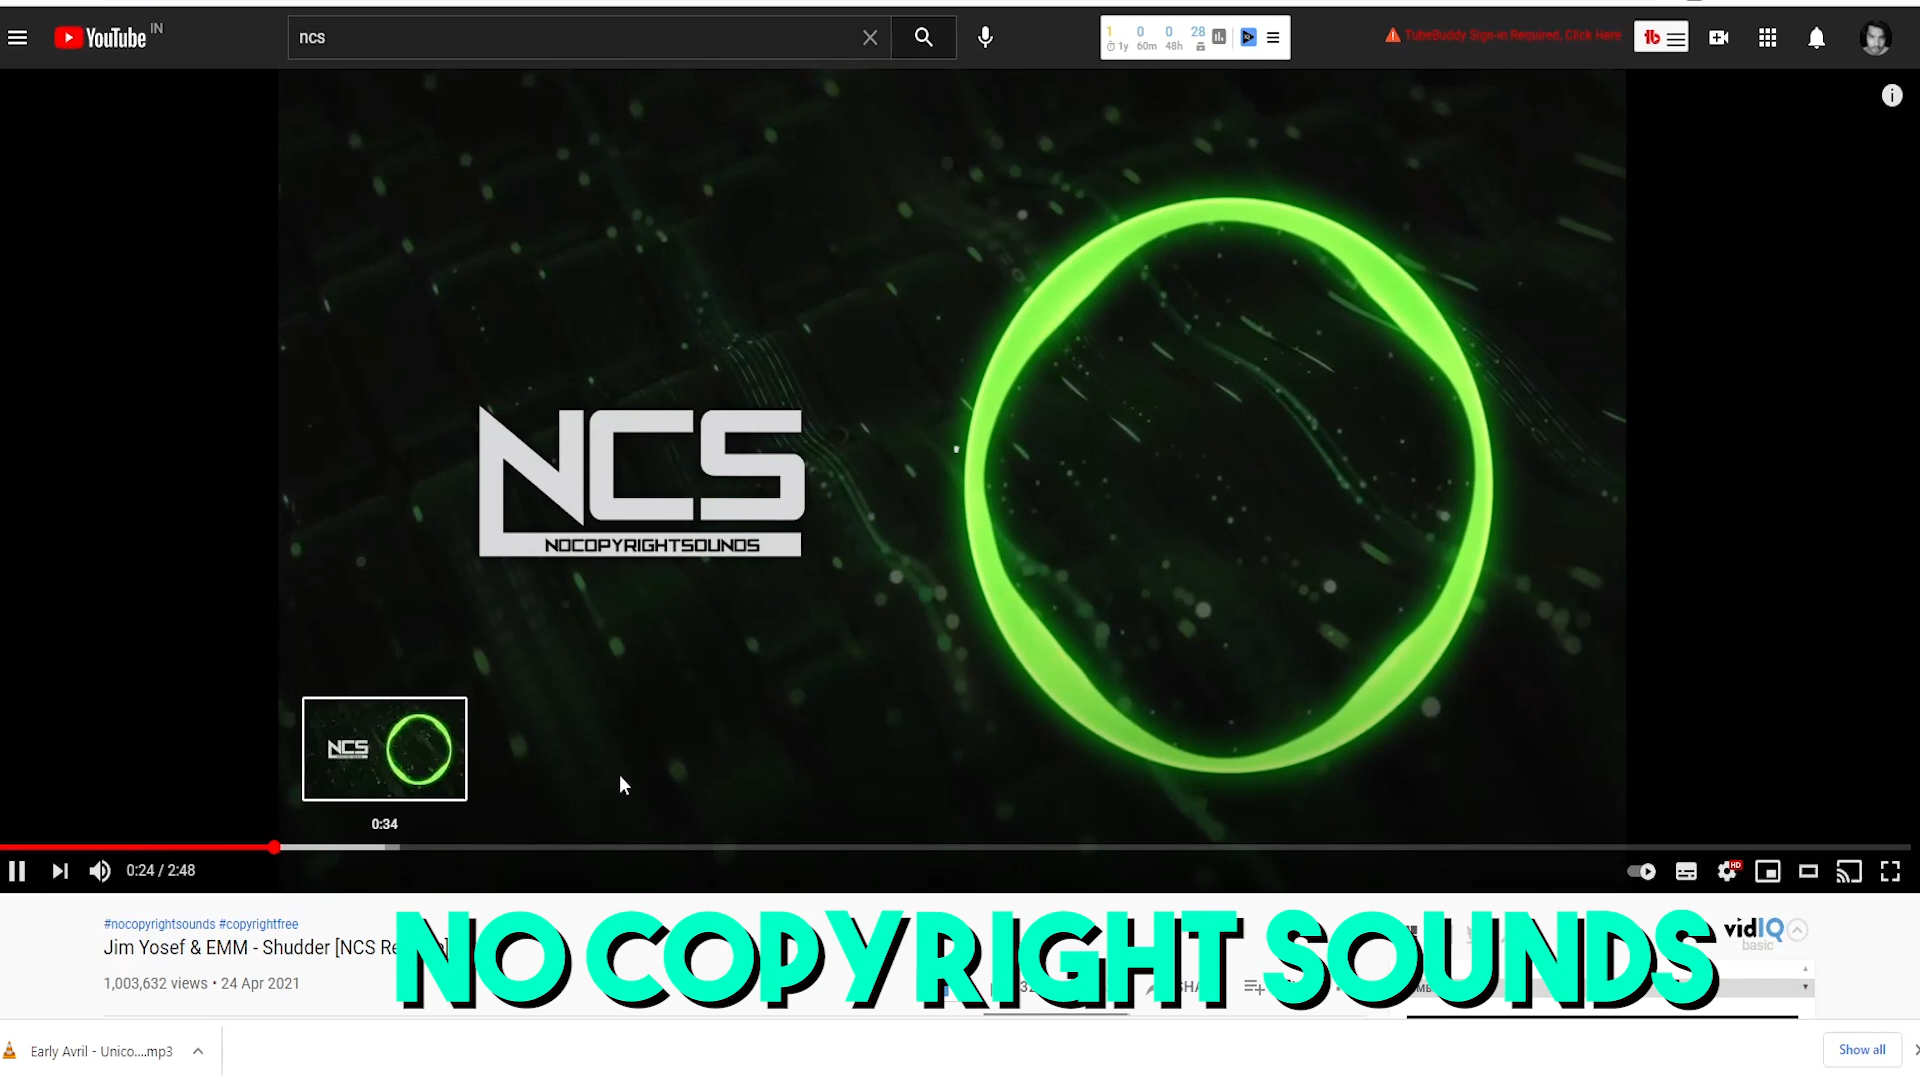 YouTube IN
ncs
1 0 0 28
1y 60m 48h
TubeBuddy Sign-in Required, Click Here
NCS
NOCOPYRIGHTSOUNDS
NCS
0:34
0:24 / 2:48
HD
#nocopyrightsounds #copyrightfree
Jim Yosef & EMM - Shudder [NCS Re
1,003,632 views • 24 Apr 2021
NO COPYRIGHT SOUNDS
vidIQ
basic
Early Avril - Unico....mp3
Show all